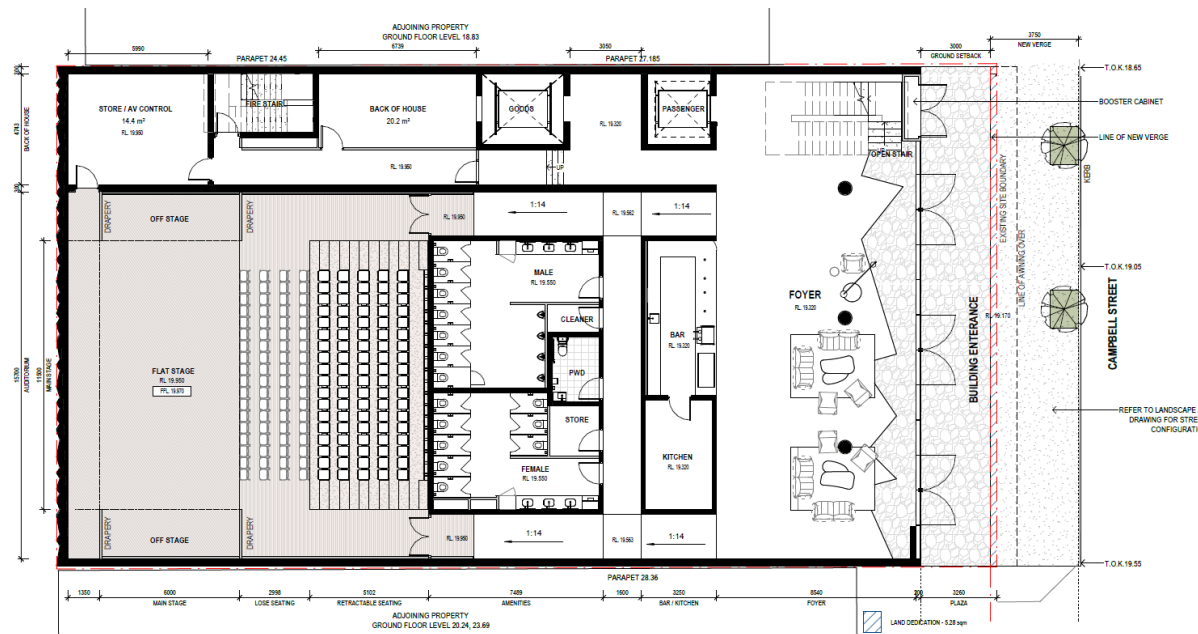 ADJOINING PROPERTY
GROUND FLOOR LEVEL 18.83
5990
6739
3050
3000
GROUND SETBACK
3750
NEW VERGE
PARAPET 24.45
PARAPET 27.185
T.O.K.18.65
BOOSTER CABINET
LINE OF NEW VERGE
STORE / AV CONTROL
14.4 m²
RL 19.950
FIRE STAIR
BACK OF HOUSE
20.2 m²
GOODS
PASSENGER
RL 19.320
RL 19.950
UP
OPEN STAIR
300
4743
BACK OF HOUSE
300
OFF STAGE
DRAPERY
DRAPERY
RL 19.950
1:14
RL 19.562
1:14
EXISTING SITE BOUNDARY
LINE OF AWNING OVER
KERB
MALE
RL 19.550
CLEANER
PWD
STORE
FEMALE
RL 19.550
BAR
RL 19.320
KITCHEN
RL 19.320
FOYER
RL 19.320
BUILDING ENTERANCE
RL 19.170
T.O.K.19.05
CAMPBELL STREET
15700
AUDITORIUM
11500
MAIN STAGE
FLAT STAGE
RL 19.950
FFL 19.970
REFER TO LANDSCAPE
DRAWING FOR STRE
CONFIGURATI
OFF STAGE
DRAPERY
DRAPERY
RL 19.950
1:14
RL 19.563
1:14
T.O.K.19.55
PARAPET 28.36
1350
6000
2998
5102
7489
1600
3250
8540
200
3260
MAIN STAGE
LOSE SEATING
RETRACTABLE SEATING
AMENITIES
BAR / KITCHEN
FOYER
PLAZA
ADJOINING PROPERTY
GROUND FLOOR LEVEL 20.24, 23.69
LAND DEDICATION - 5.28 sqm